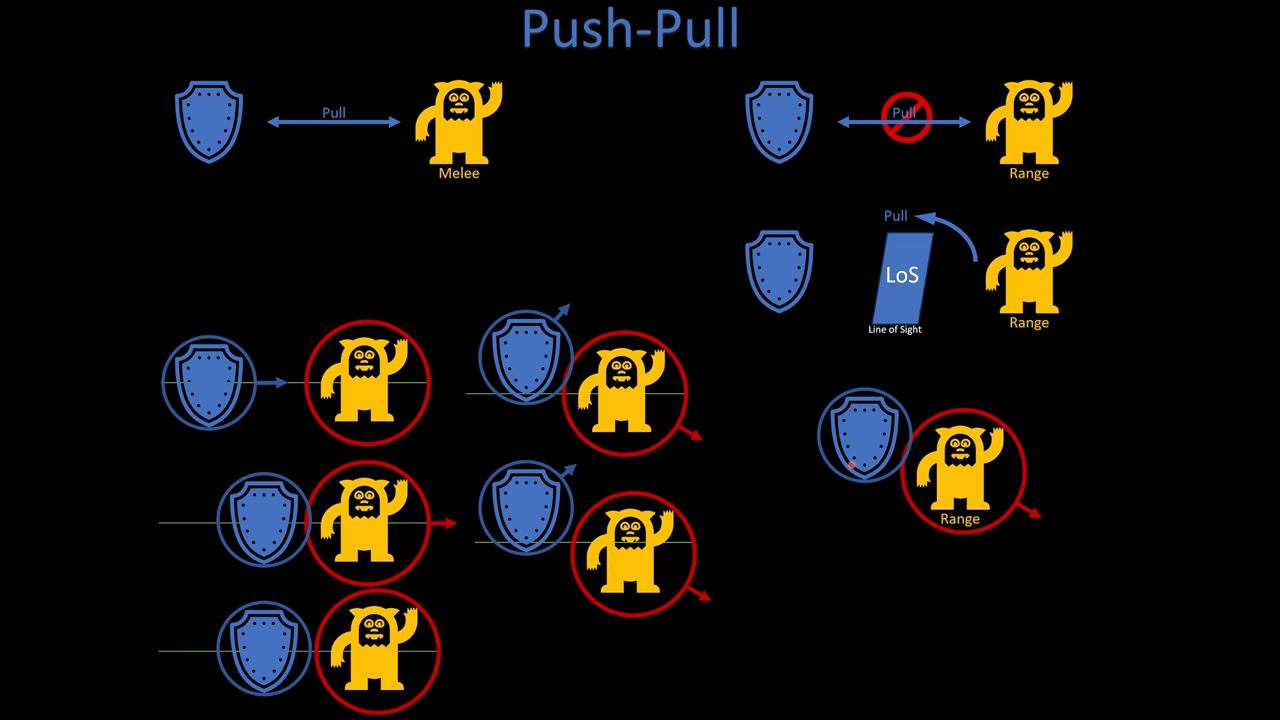 Push-Pull
Pull
Melee
Pull
Range
Pull
LoS
Line of Sight
Range
Range